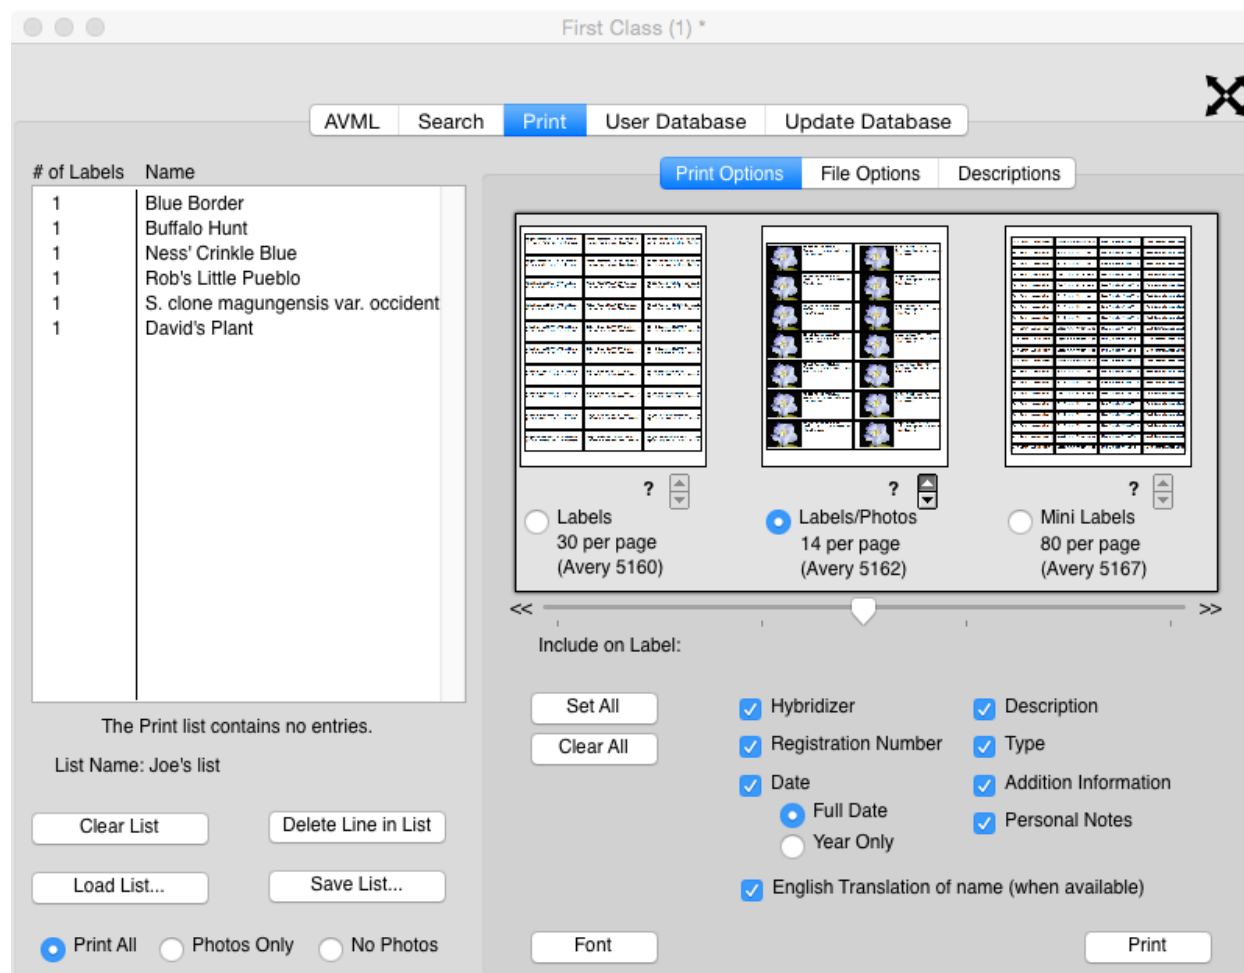 First Class (1) *
AVML Search Print User Database Update Database
# of Labels Name
1 Blue Border
1 Buffalo Hunt
1 Ness' Crinkle Blue
1 Rob's Little Pueblo
1 S. clone magungensis var. occident
1 David's Plant
The Print list contains no entries.
List Name: Joe's list
Clear List Delete Line in List
Load List... Save List...
Print All Photos Only No Photos
Print Options File Options Descriptions
? ? ?
Labels
30 per page
(Avery 5160)
Labels/Photos
14 per page
(Avery 5162)
Mini Labels
80 per page
(Avery 5167)
<< >>
Include on Label:
Set All
Clear All
Hybridizer
Registration Number
Date
Full Date
Year Only
Description
Type
Addition Information
Personal Notes
English Translation of name (when available)
Font Print